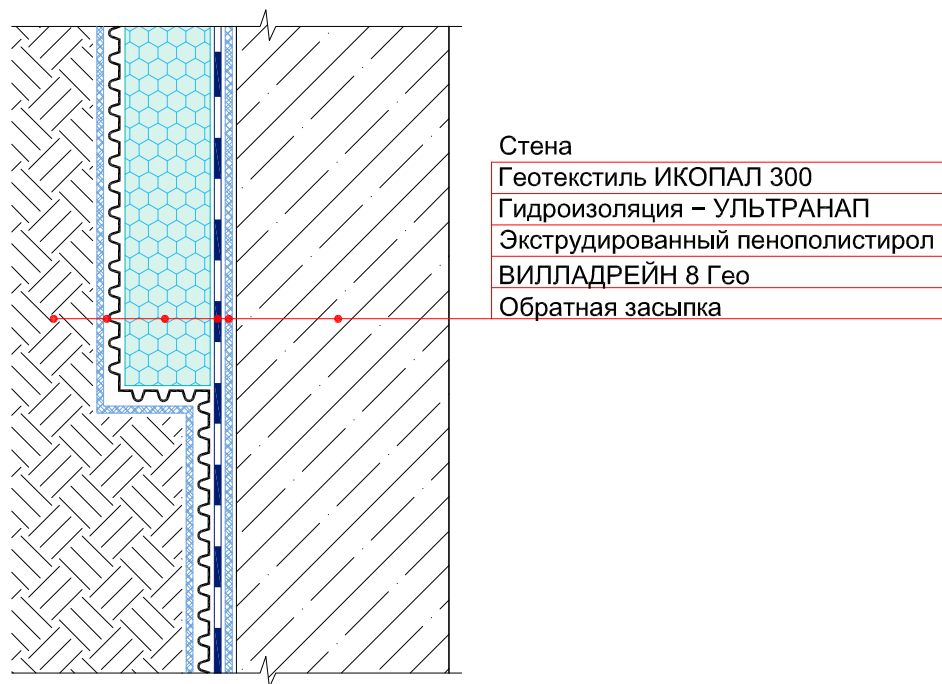 Стена
Геотекстиль ИКОПАЛ 300
Гидроизоляция – УЛЬТРАНАП
Экструдированный пенополистирол
ВИЛЛАДРЕЙН 8 Гео
Обратная засыпка